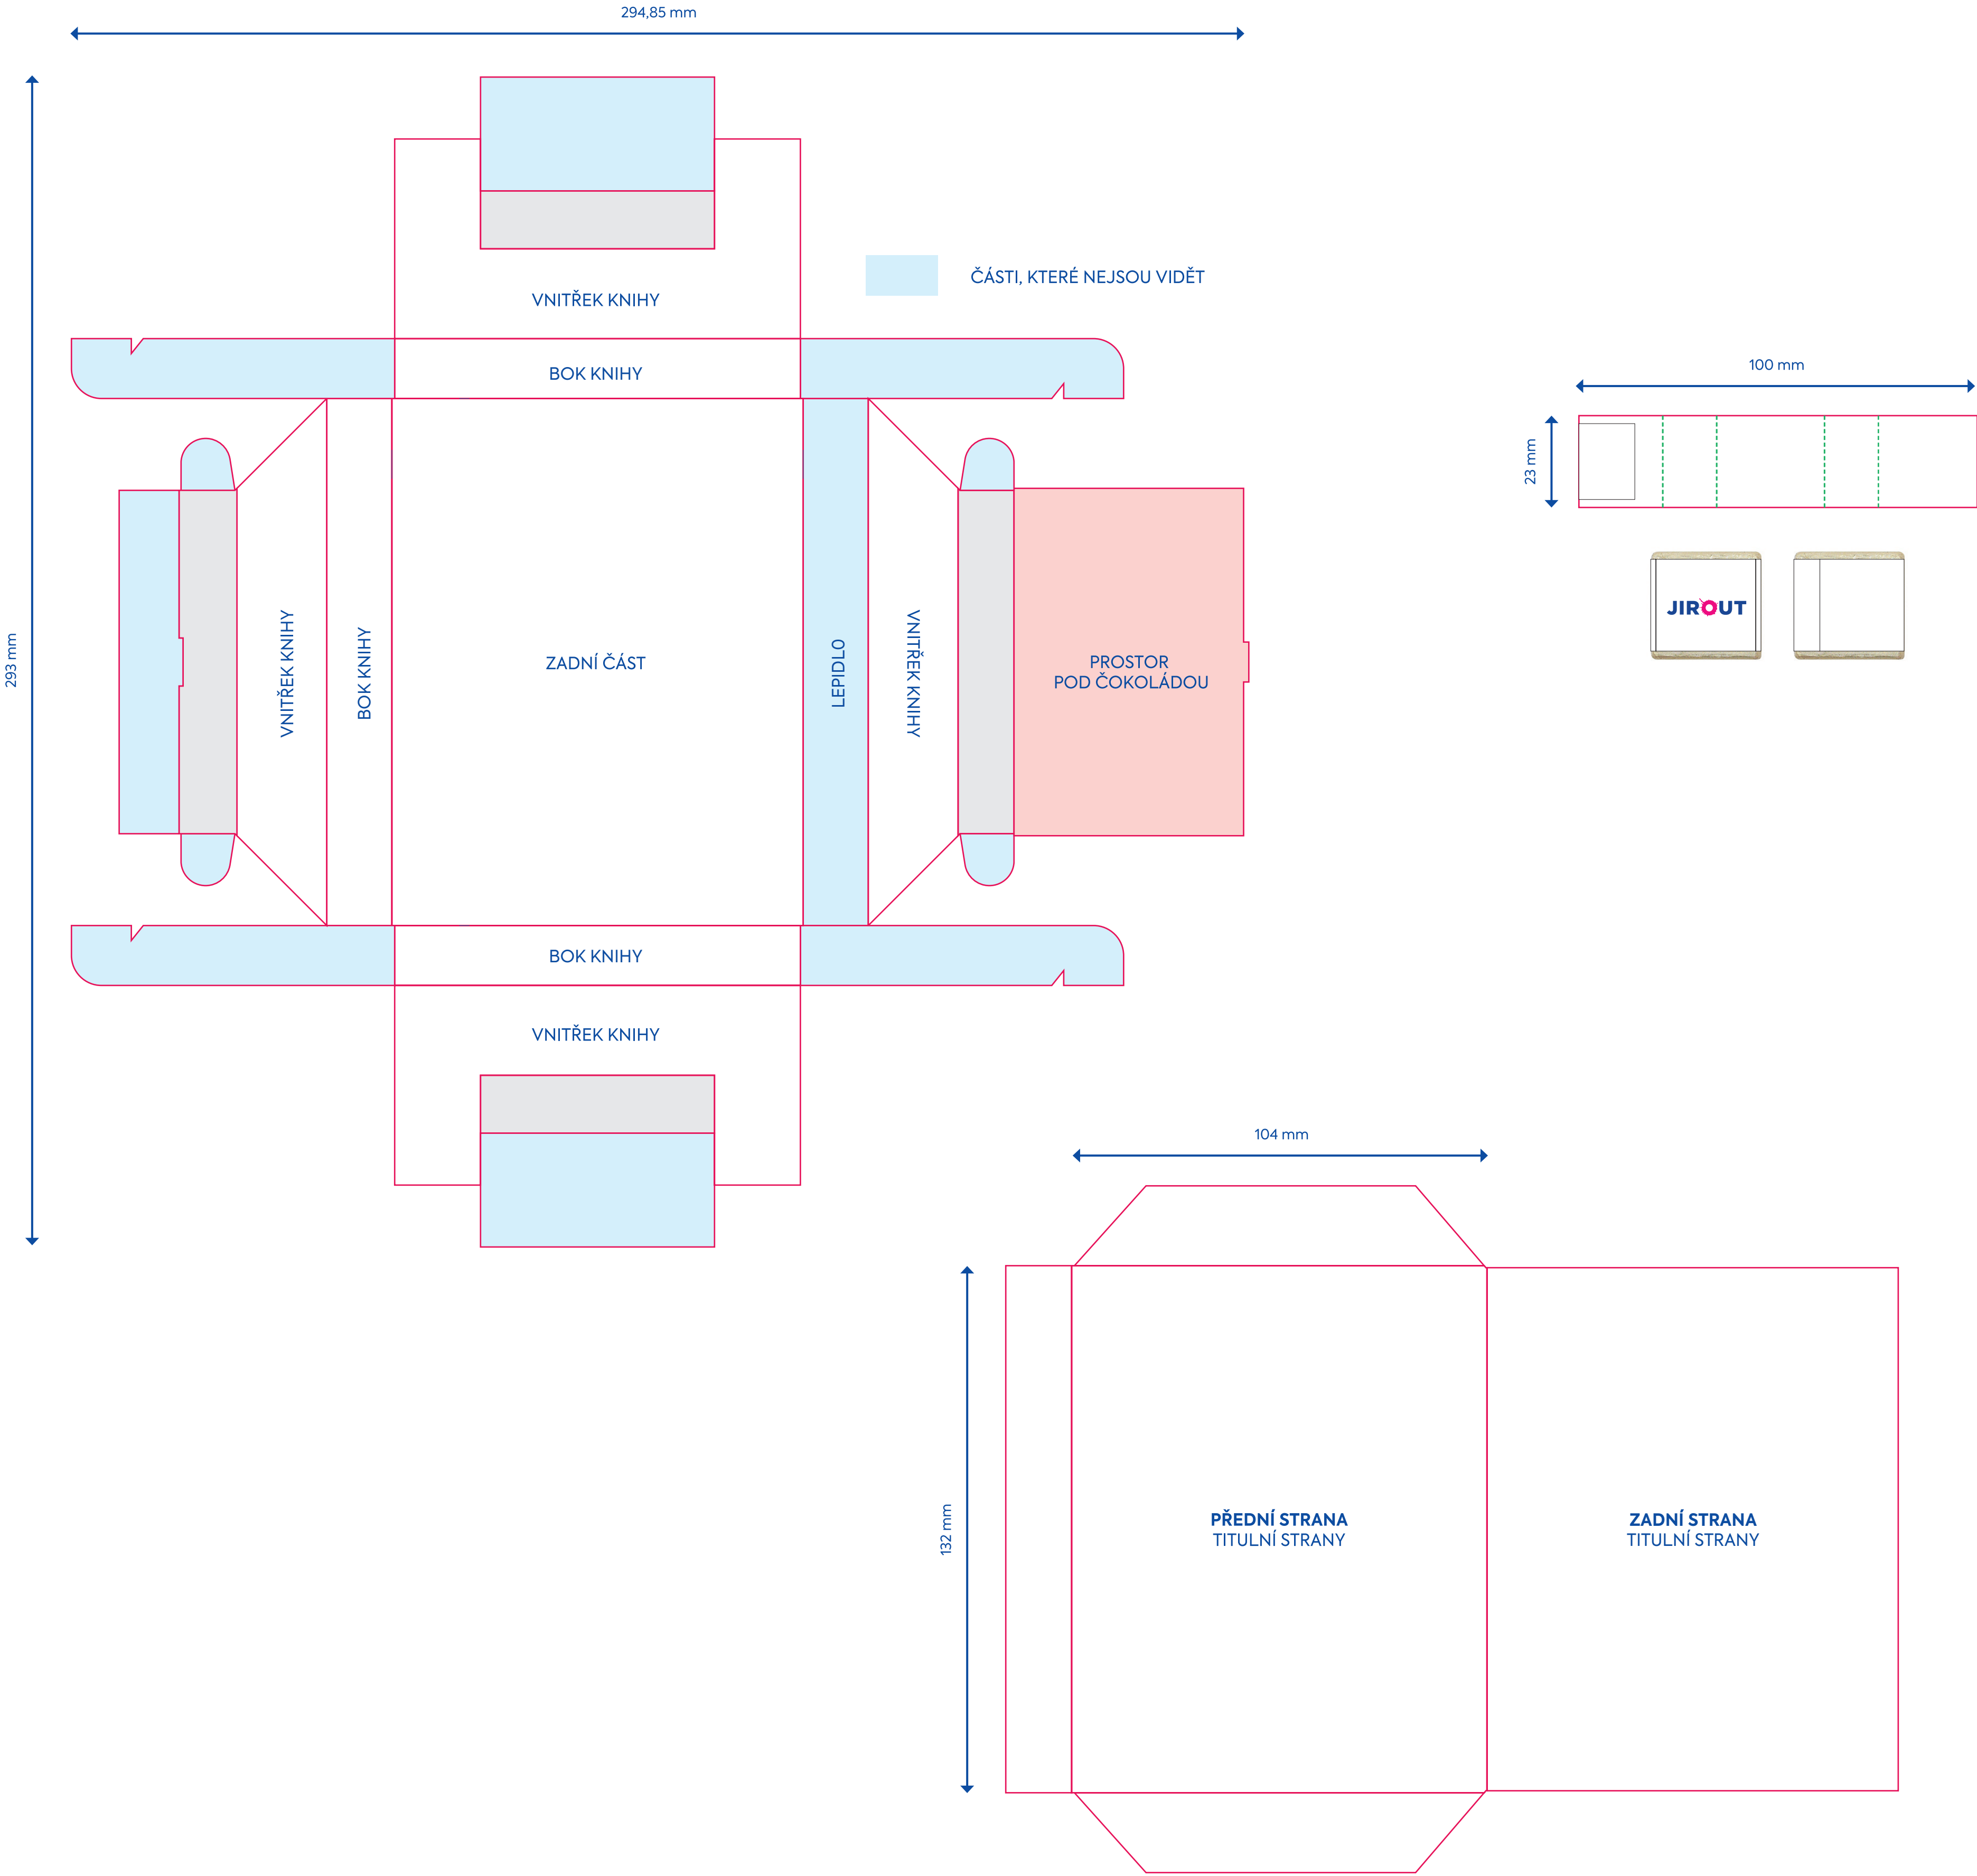 294,85 mm
293 mm
VNITŘEK KNIHY
ČÁSTI, KTERÉ NEJSOU VIDĚT
BOK KNIHY
100 mm
23 mm
VNITŘEK KNIHY
BOK KNIHY
ZADNÍ ČÁST
LEPIDLO
VNITŘEK KNIHY
PROSTOR
POD ČOKOLÁDOU
JIROUT
BOK KNIHY
VNITŘEK KNIHY
104 mm
132 mm
PŘEDNÍ STRANA
TITULNÍ STRANY
ZADNÍ STRANA
TITULNÍ STRANY